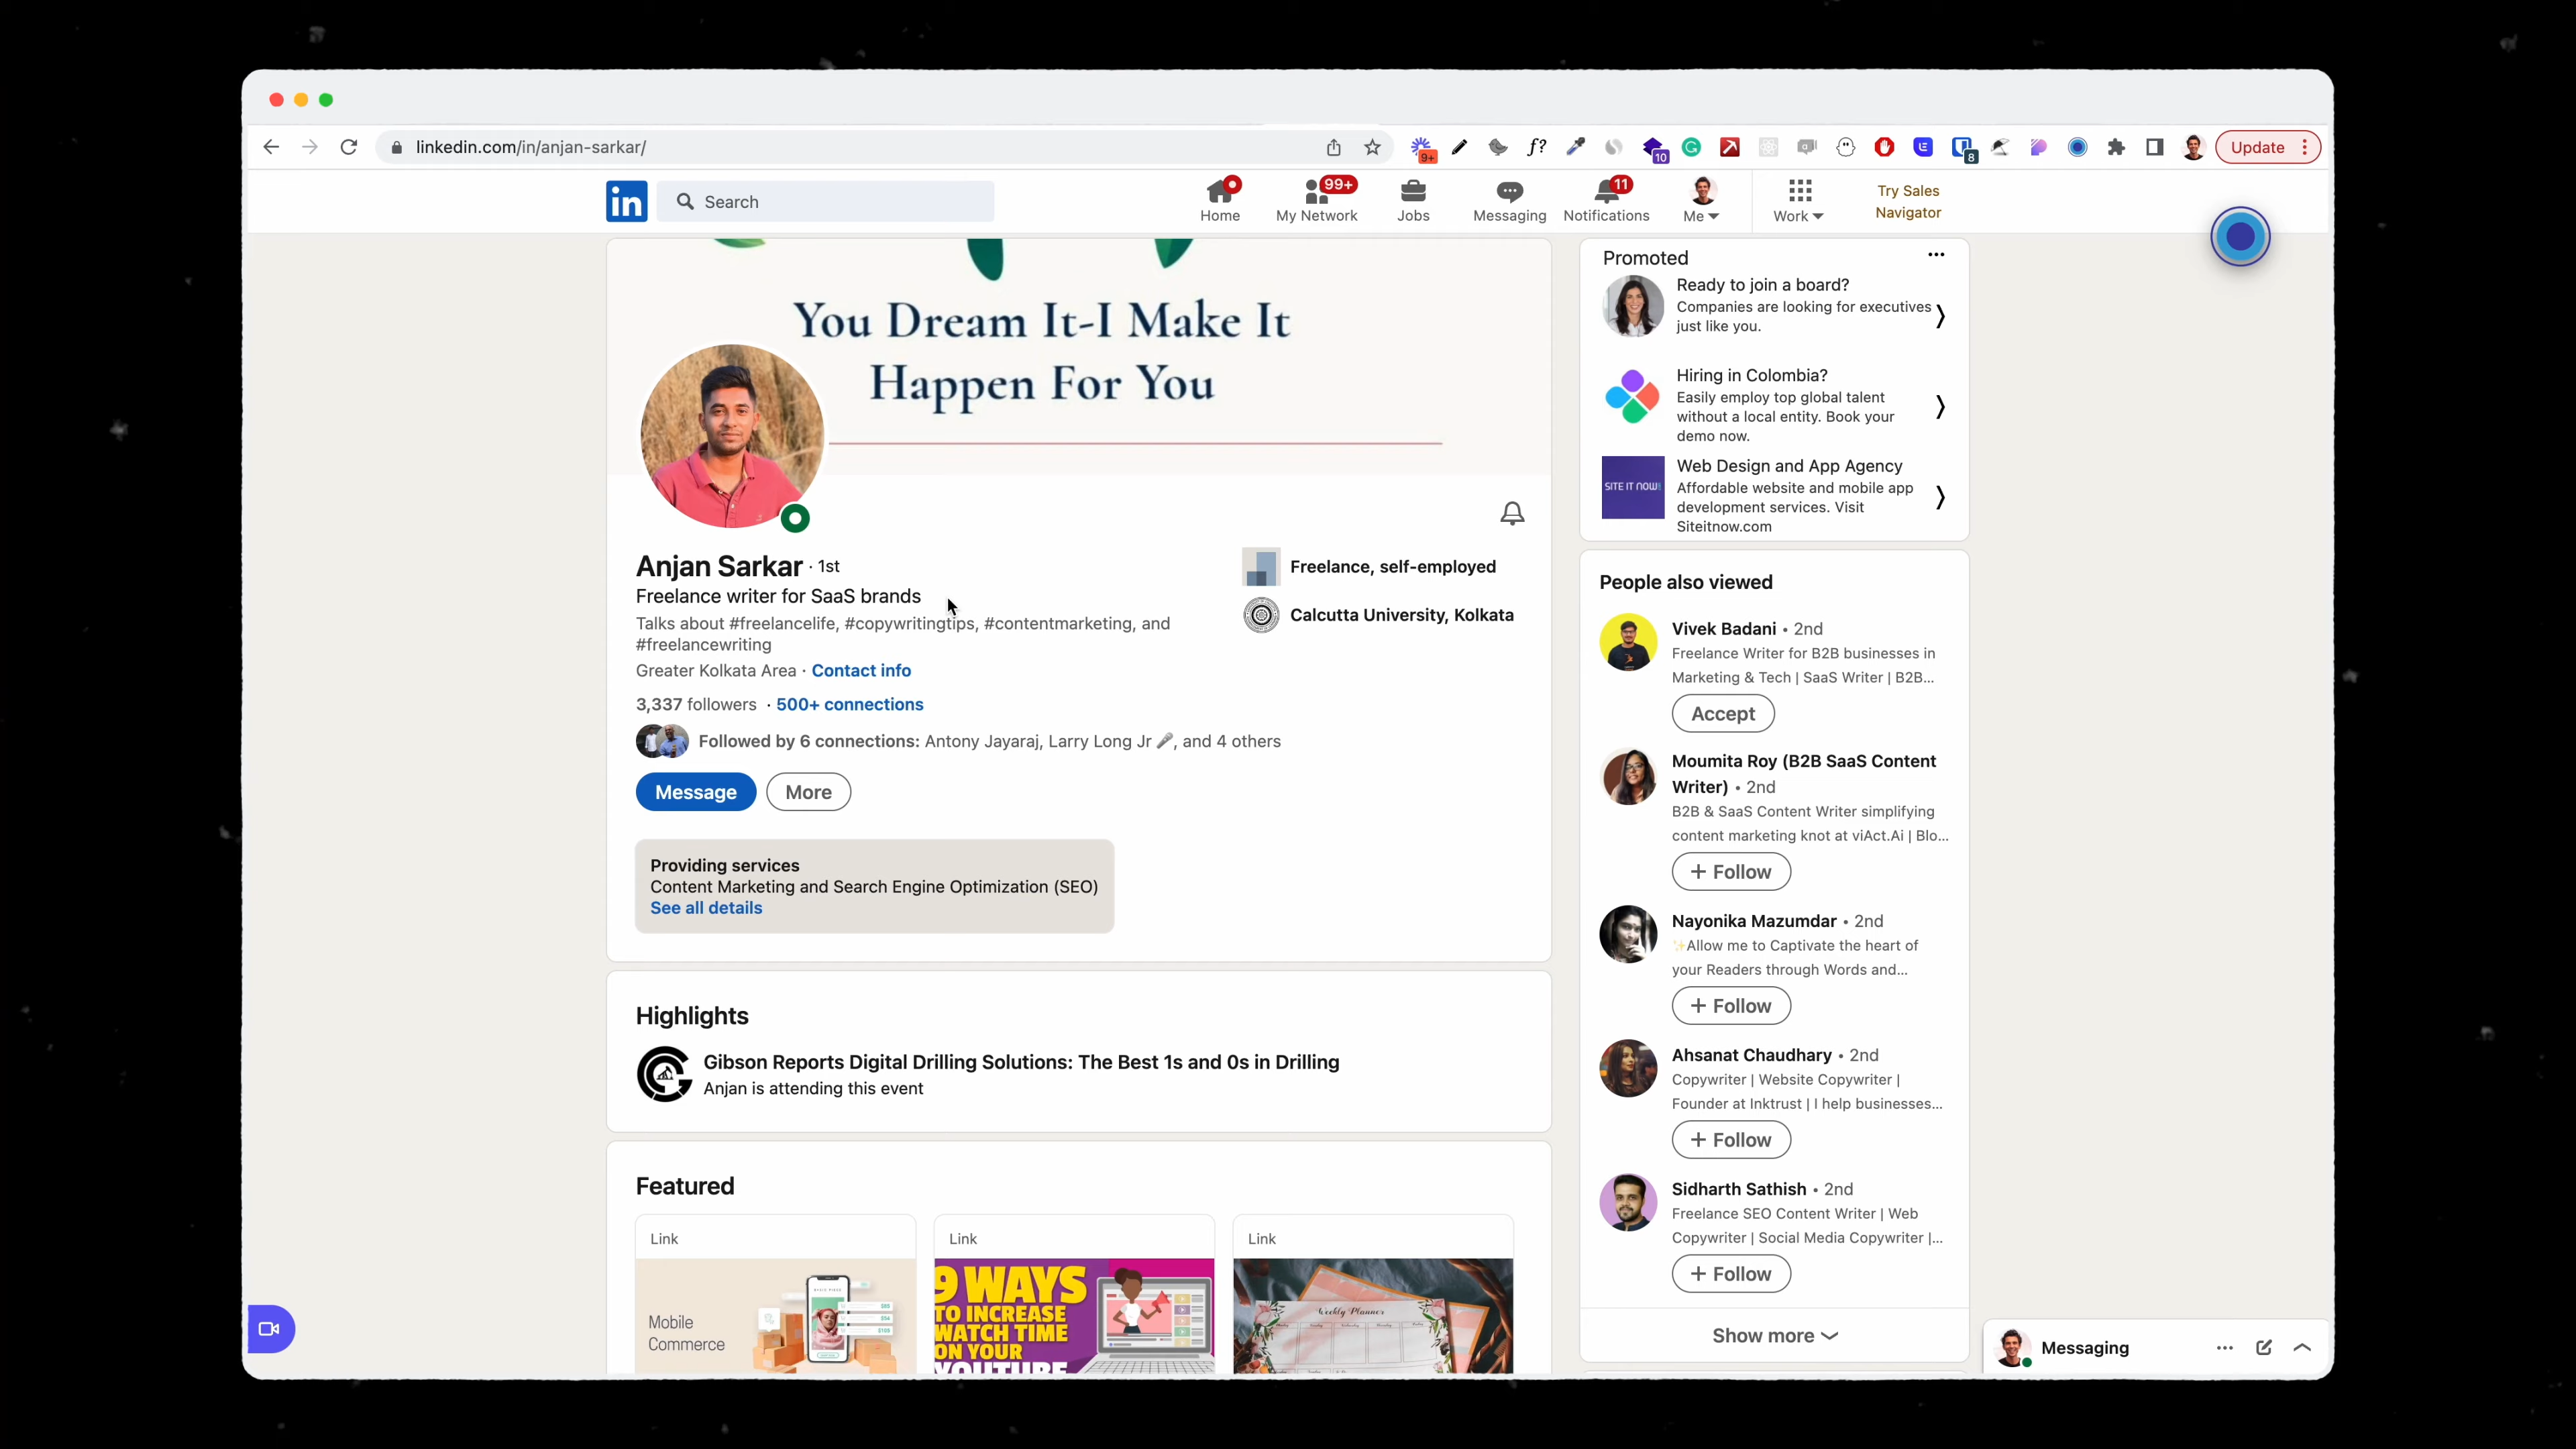 linkedin.com/in/anjan-sarkar/
9+
f?
10
8
Update
in
Search
Home
99+
My Network
Jobs
Messaging
11
Notifications
Me
Work
Try Sales
Navigator
You Dream It-I Make It
Happen For You
Anjan Sarkar · 1st
Freelance writer for SaaS brands
Talks about #freelancelife, #copywritingtips, #contentmarketing, and
#freelancewriting
Greater Kolkata Area · Contact info
3,337 followers · 500+ connections
Followed by 6 connections: Antony Jayaraj, Larry Long Jr 🎤, and 4 others
Message
More
Freelance, self-employed
Calcutta University, Kolkata
Providing services
Content Marketing and Search Engine Optimization (SEO)
See all details
Highlights
Gibson Reports Digital Drilling Solutions: The Best 1s and 0s in Drilling
Anjan is attending this event
Featured
Link
Mobile
Commerce
Link
9 WAYS
TO INCREASE
WATCH TIME
ON YOUR
YOUTUBE
Link
Weekly Planner
Promoted
Ready to join a board?
Companies are looking for executives
just like you.
Hiring in Colombia?
Easily employ top global talent
without a local entity. Book your
demo now.
SITE IT NOW!
Web Design and App Agency
Affordable website and mobile app
development services. Visit
Siteitnow.com
People also viewed
Vivek Badani • 2nd
Freelance Writer for B2B businesses in
Marketing & Tech | SaaS Writer | B2B...
Accept
Moumita Roy (B2B SaaS Content
Writer) • 2nd
B2B & SaaS Content Writer simplifying
content marketing knot at viAct.Ai | Blo...
+ Follow
Nayonika Mazumdar • 2nd
✨Allow me to Captivate the heart of
your Readers through Words and...
+ Follow
Ahsanat Chaudhary • 2nd
Copywriter | Website Copywriter |
Founder at Inktrust | I help businesses...
+ Follow
Sidharth Sathish • 2nd
Freelance SEO Content Writer | Web
Copywriter | Social Media Copywriter |...
+ Follow
Show more
Messaging